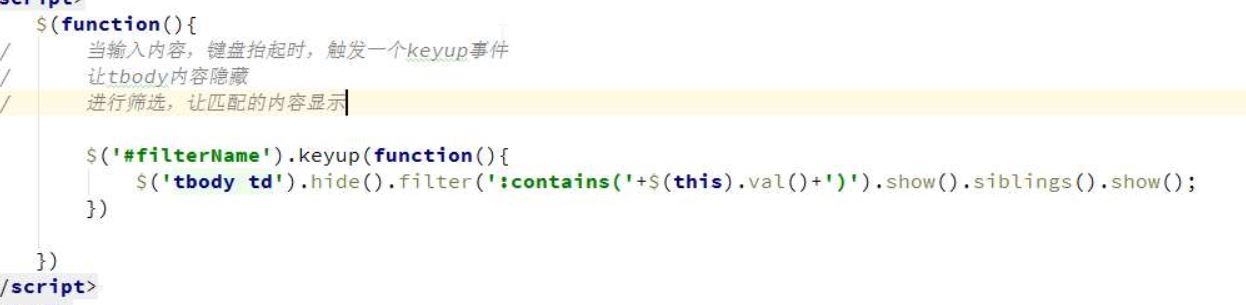 script>
$(function(){
/ 当输入内容，键盘抬起时，触发一个keyup事件
/ 让tbody内容隐藏
/ 进行筛选，让匹配的内容显示
$('#filterName').keyup(function(){
$('tbody td').hide().filter(':contains('+$(this).val()+')').show().siblings().show();
})
})
/script>